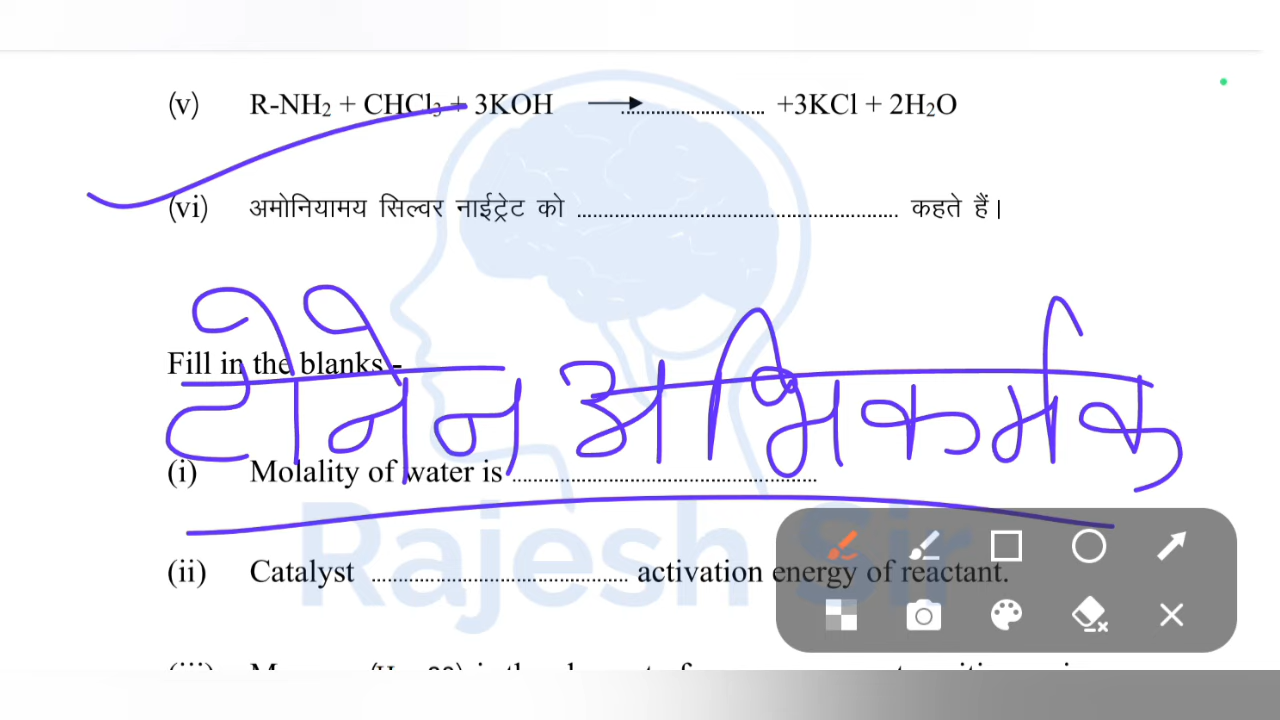 (v) R-NH₂ + CHCl₃ + 3KOH ⟶ ........................ +3KCl + 2H₂O
(vi) अमोनियामय सिल्वर नाईट्रेट को ...................................................... कहते हैं।
Fill in the blanks -
टोनेन अभिकर्मक
(i) Molality of water is ....................................................
(ii) Catalyst ............................................ activation energy of reactant.
Rajesh Sir